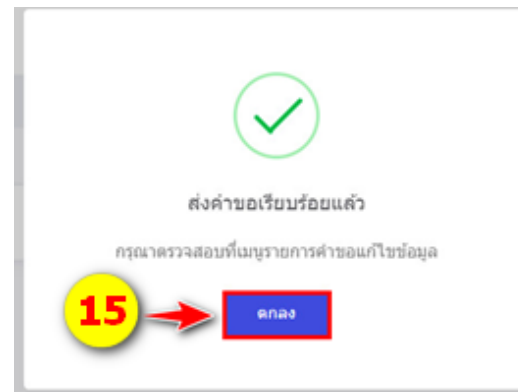 ส่งคำขอเรียบร้อยแล้ว
กรุณาตรวจสอบที่เมนูรายการคำขอแก้ไขข้อมูล
15
ตกลง